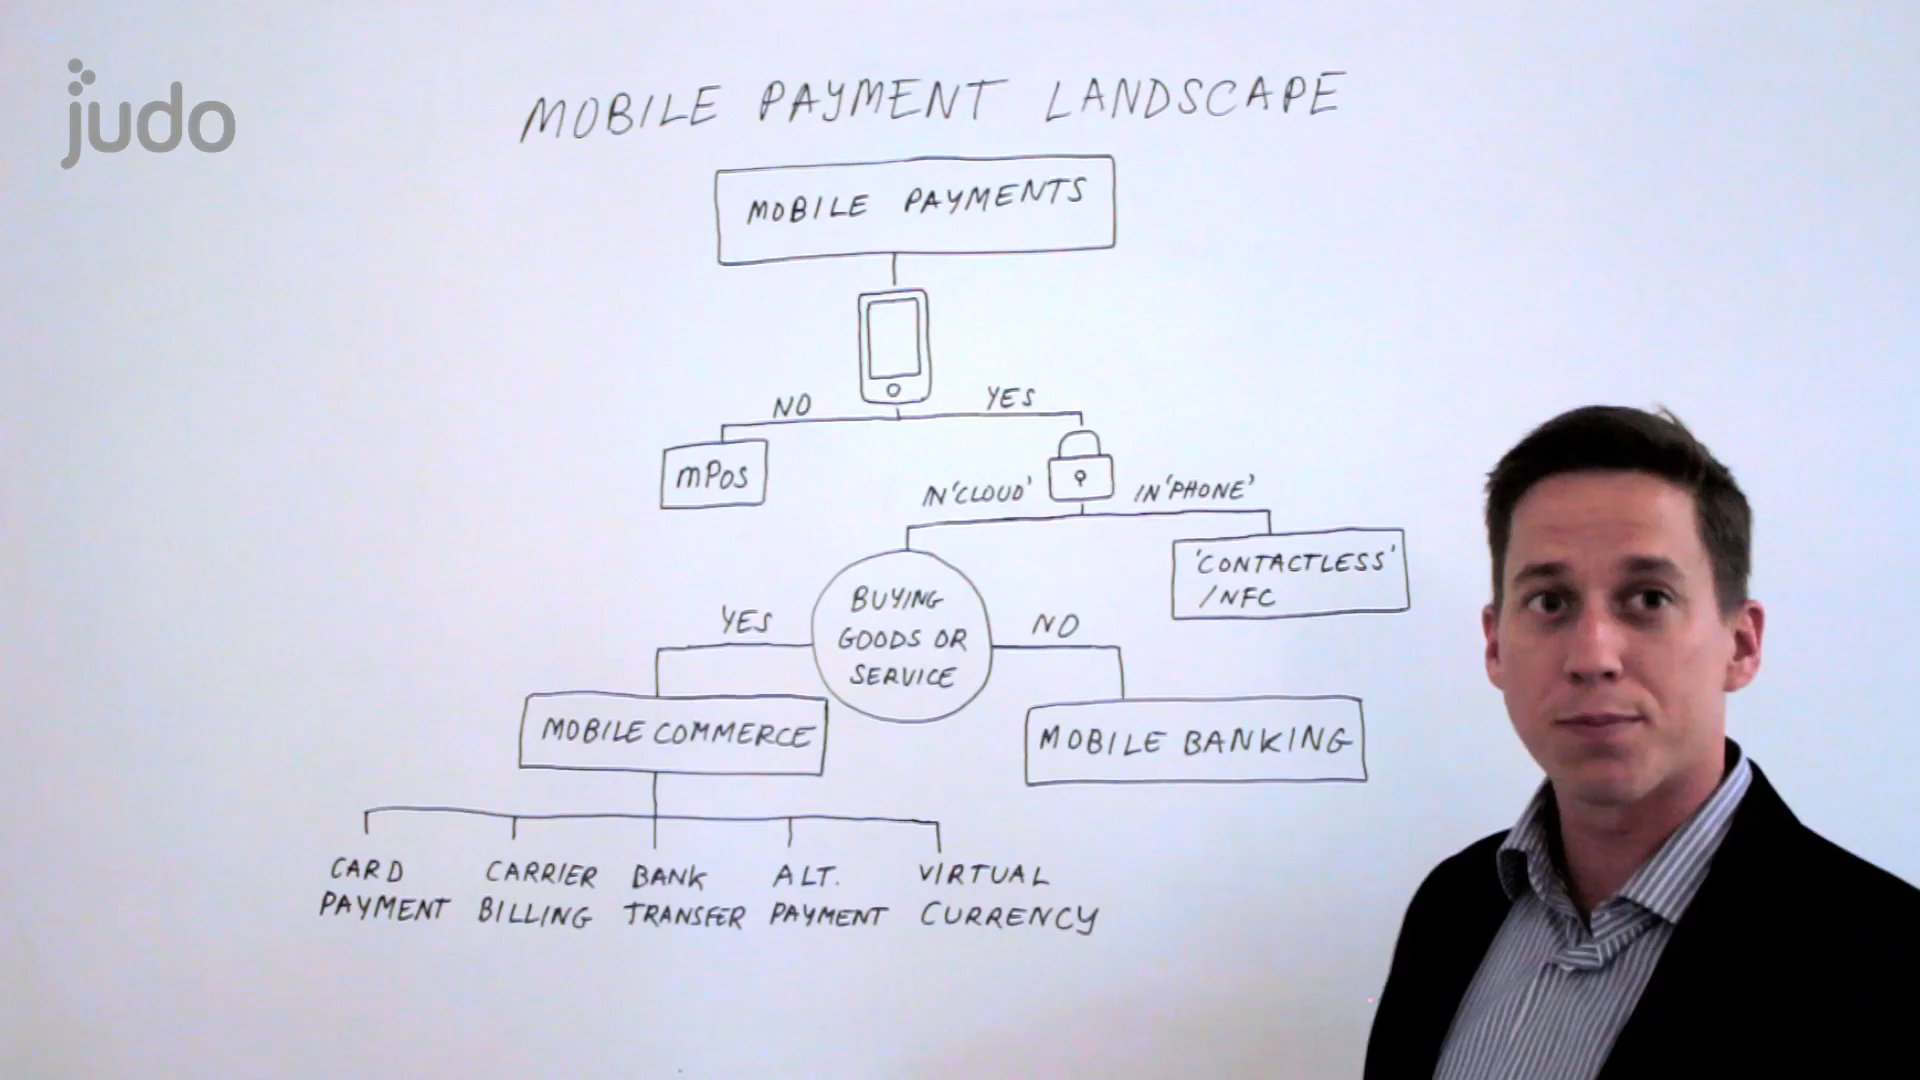 judo
MOBILE PAYMENT LANDSCAPE
MOBILE PAYMENTS
NO
YES
mPos
IN 'CLOUD'
IN 'PHONE'
'CONTACTLESS'
/NFC
BUYING
GOODS OR
SERVICE
YES
NO
MOBILE COMMERCE
MOBILE BANKING
CARD
PAYMENT
CARRIER
BILLING
BANK
TRANSFER
ALT.
PAYMENT
VIRTUAL
CURRENCY